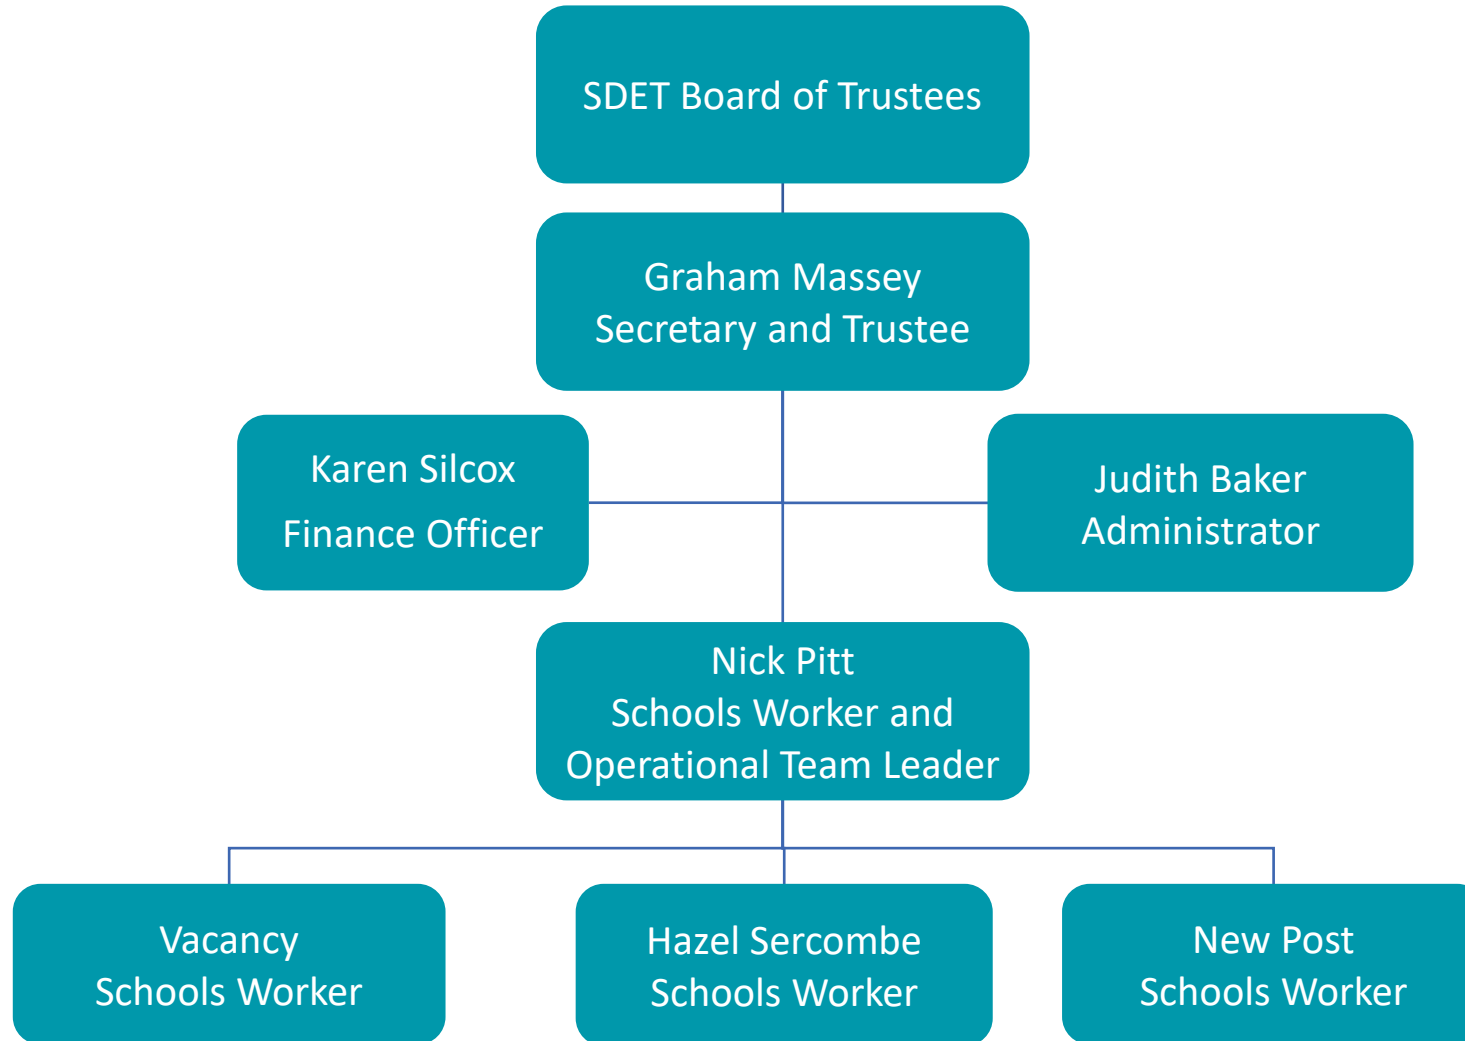 SDET Board of Trustees
Graham Massey
Secretary and Trustee
Karen Silcox
Finance Officer
Judith Baker
Administrator
Nick Pitt
Schools Worker and
Operational Team Leader
Vacancy
Schools Worker
Hazel Sercombe
Schools Worker
New Post
Schools Worker